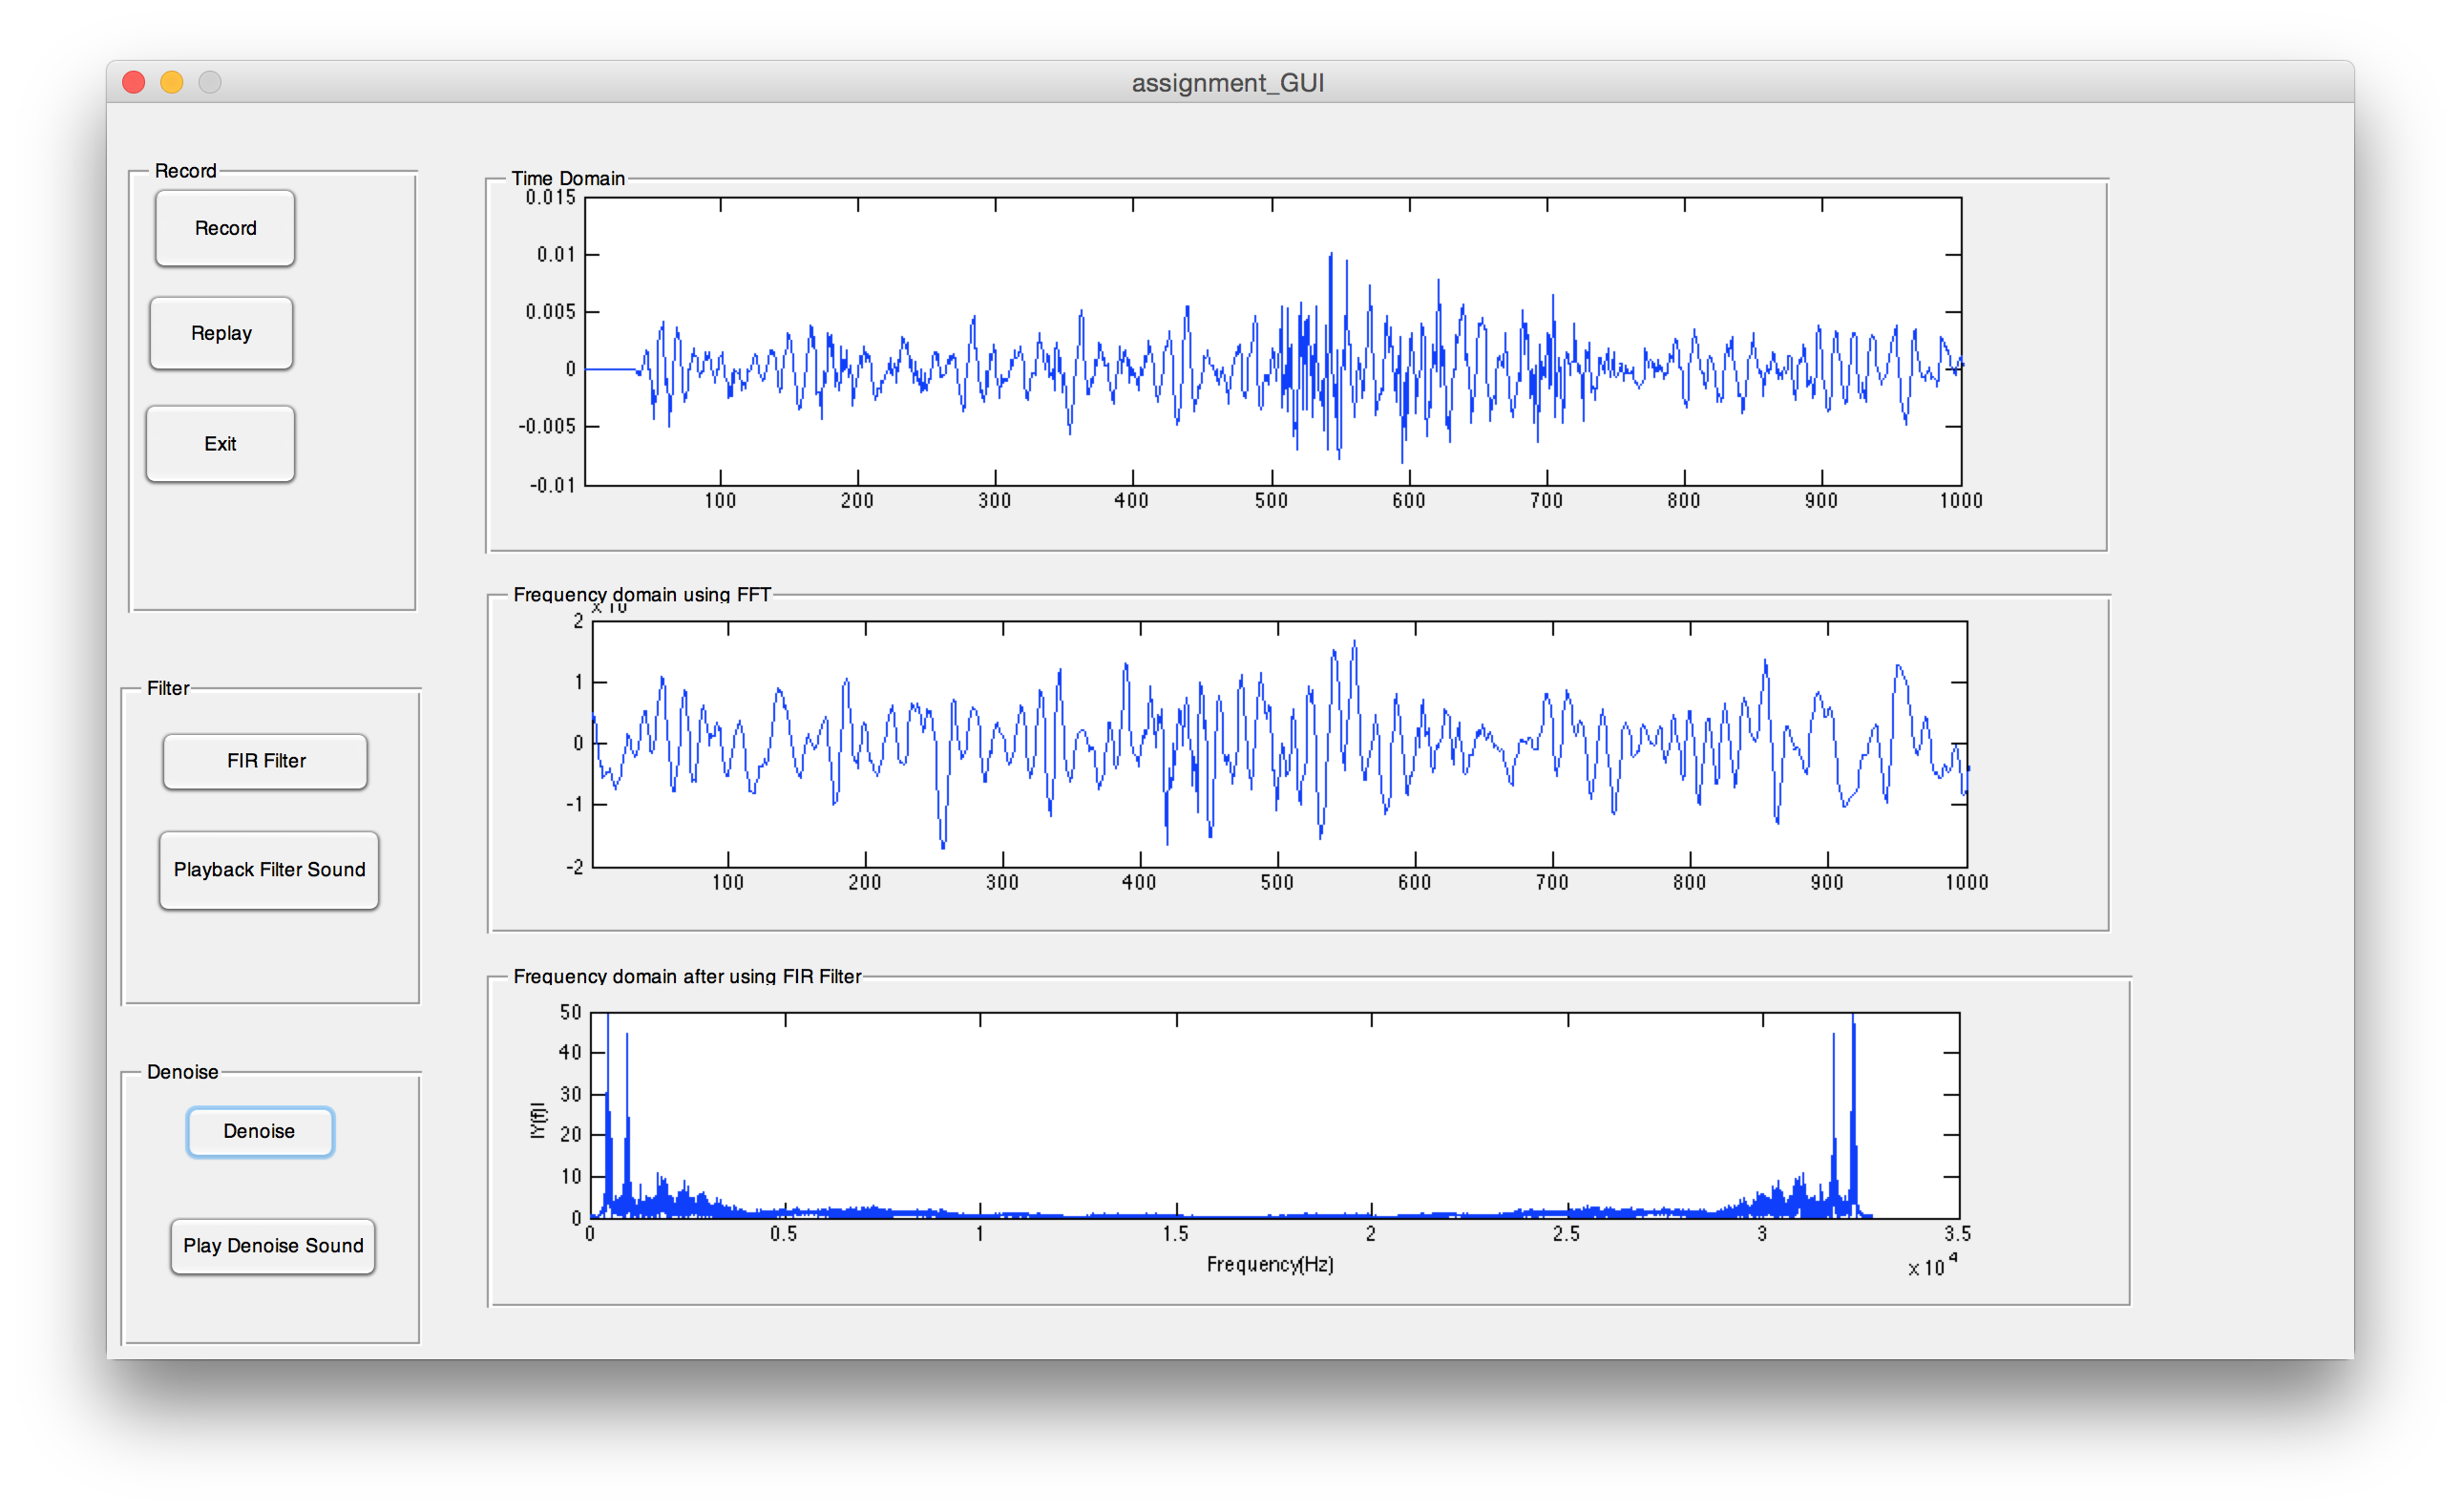 assignment_GUI
Record
Record
Replay
Exit
Filter
FIR Filter
Playback Filter Sound
Denoise
Denoise
Play Denoise Sound
Time Domain
0.015
0.01
0.005
0
-0.005
-0.01
100 200 300 400 500 600 700 800 900 1000
Frequency domain using FFT
2
1
0
-1
-2
100 200 300 400 500 600 700 800 900 1000
Frequency domain after using FIR Filter
50
40
30
20
10
0
|Y(f)|
0 0.5 1 1.5 2 2.5 3 3.5
Frequency(Hz)
x 10^4